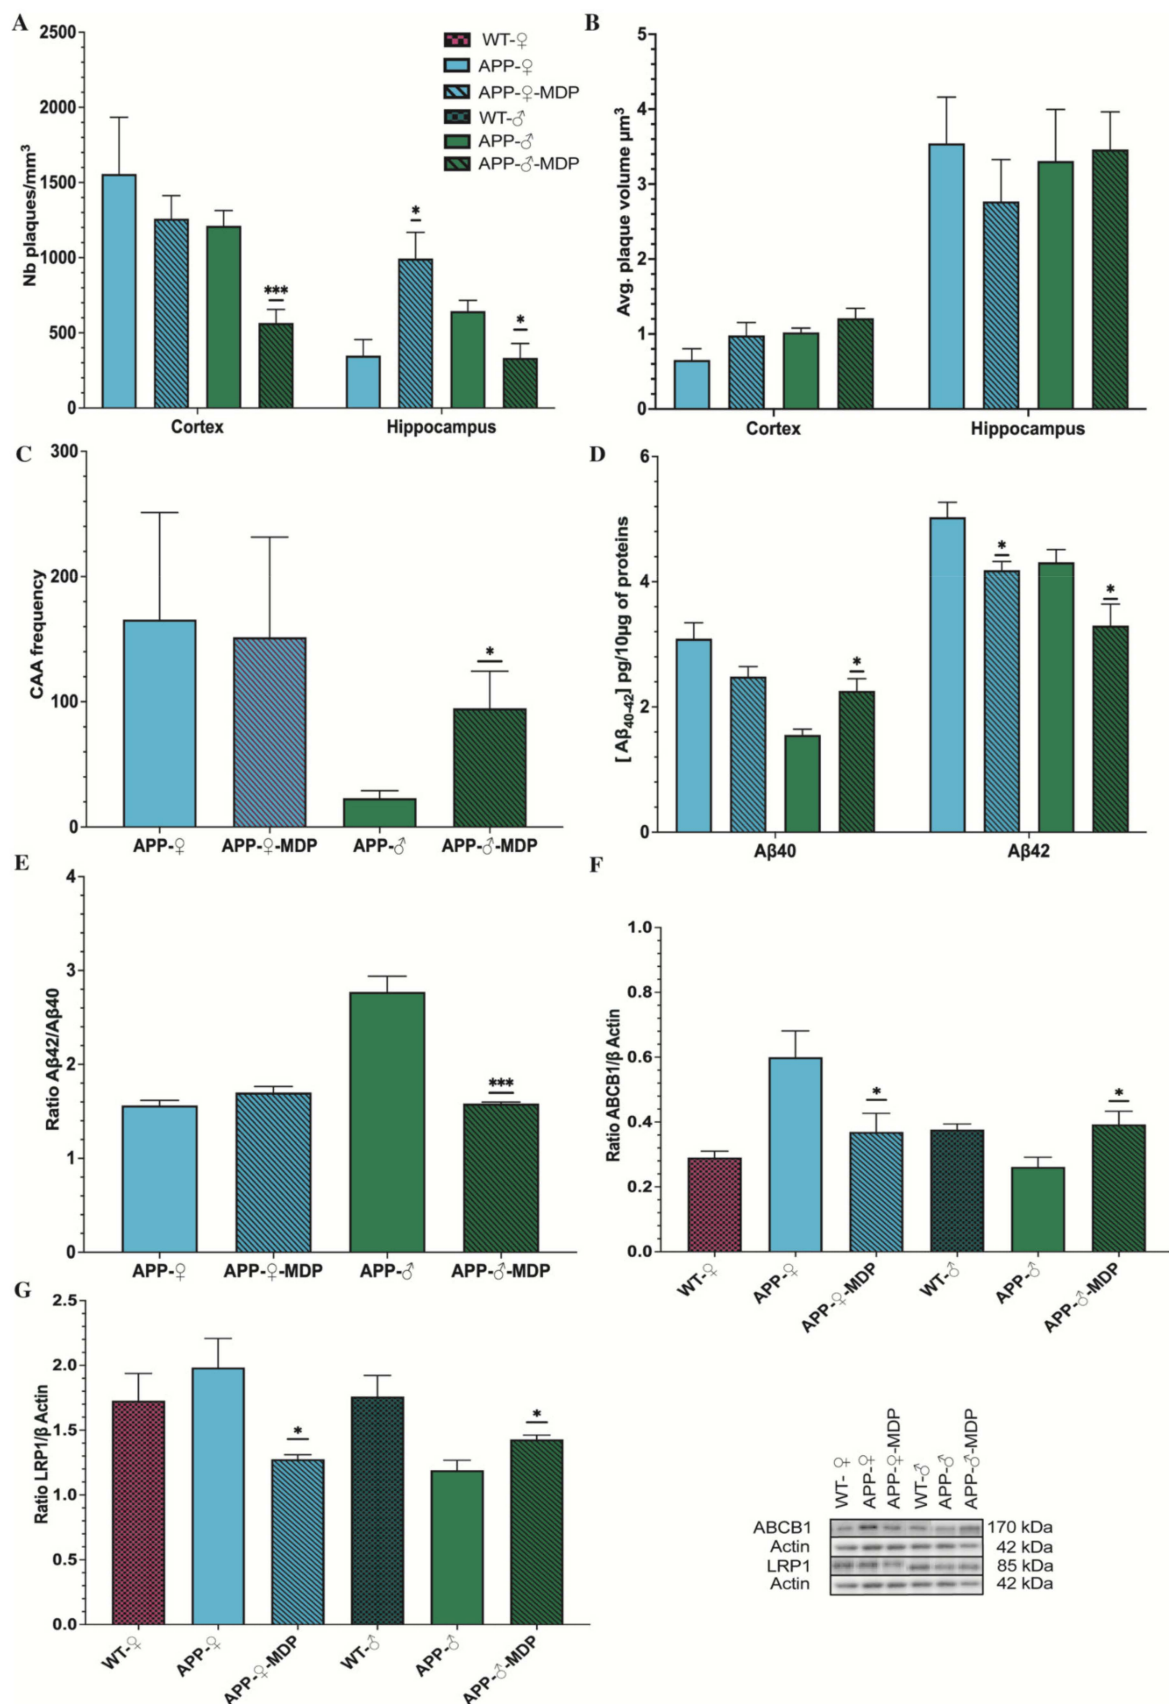 A
Nb plaques/mm³
2500
2000
1500
1000
500
0
WT-♀
APP-♀
APP-♀-MDP
WT-♂
APP-♂
APP-♂-MDP
***
*
*
Cortex
Hippocampus
B
Avg. plaque volume µm³
5
4
3
2
1
0
Cortex
Hippocampus
C
CAA frequency
300
200
100
0
*
APP-♀
APP-♀-MDP
APP-♂
APP-♂-MDP
D
[ Aβ40-42] pg/10µg of proteins
6
4
2
0
*
*
*
Aβ40
Aβ42
E
Ratio Aβ42/Aβ40
4
3
2
1
0
***
APP-♀
APP-♀-MDP
APP-♂
APP-♂-MDP
F
Ratio ABCB1/β Actin
1.0
0.8
0.6
0.4
0.2
0.0
*
*
WT-♀
APP-♀
APP-♀-MDP
WT-♂
APP-♂
APP-♂-MDP
G
Ratio LRP1/β Actin
2.5
2.0
1.5
1.0
0.5
0.0
*
*
WT-♀
APP-♀
APP-♀-MDP
WT-♂
APP-♂
APP-♂-MDP
WT-♀
APP-♀
APP-♀-MDP
WT-♂
APP-♂
APP-♂-MDP
ABCB1 170 kDa
Actin 42 kDa
LRP1 85 kDa
Actin 42 kDa